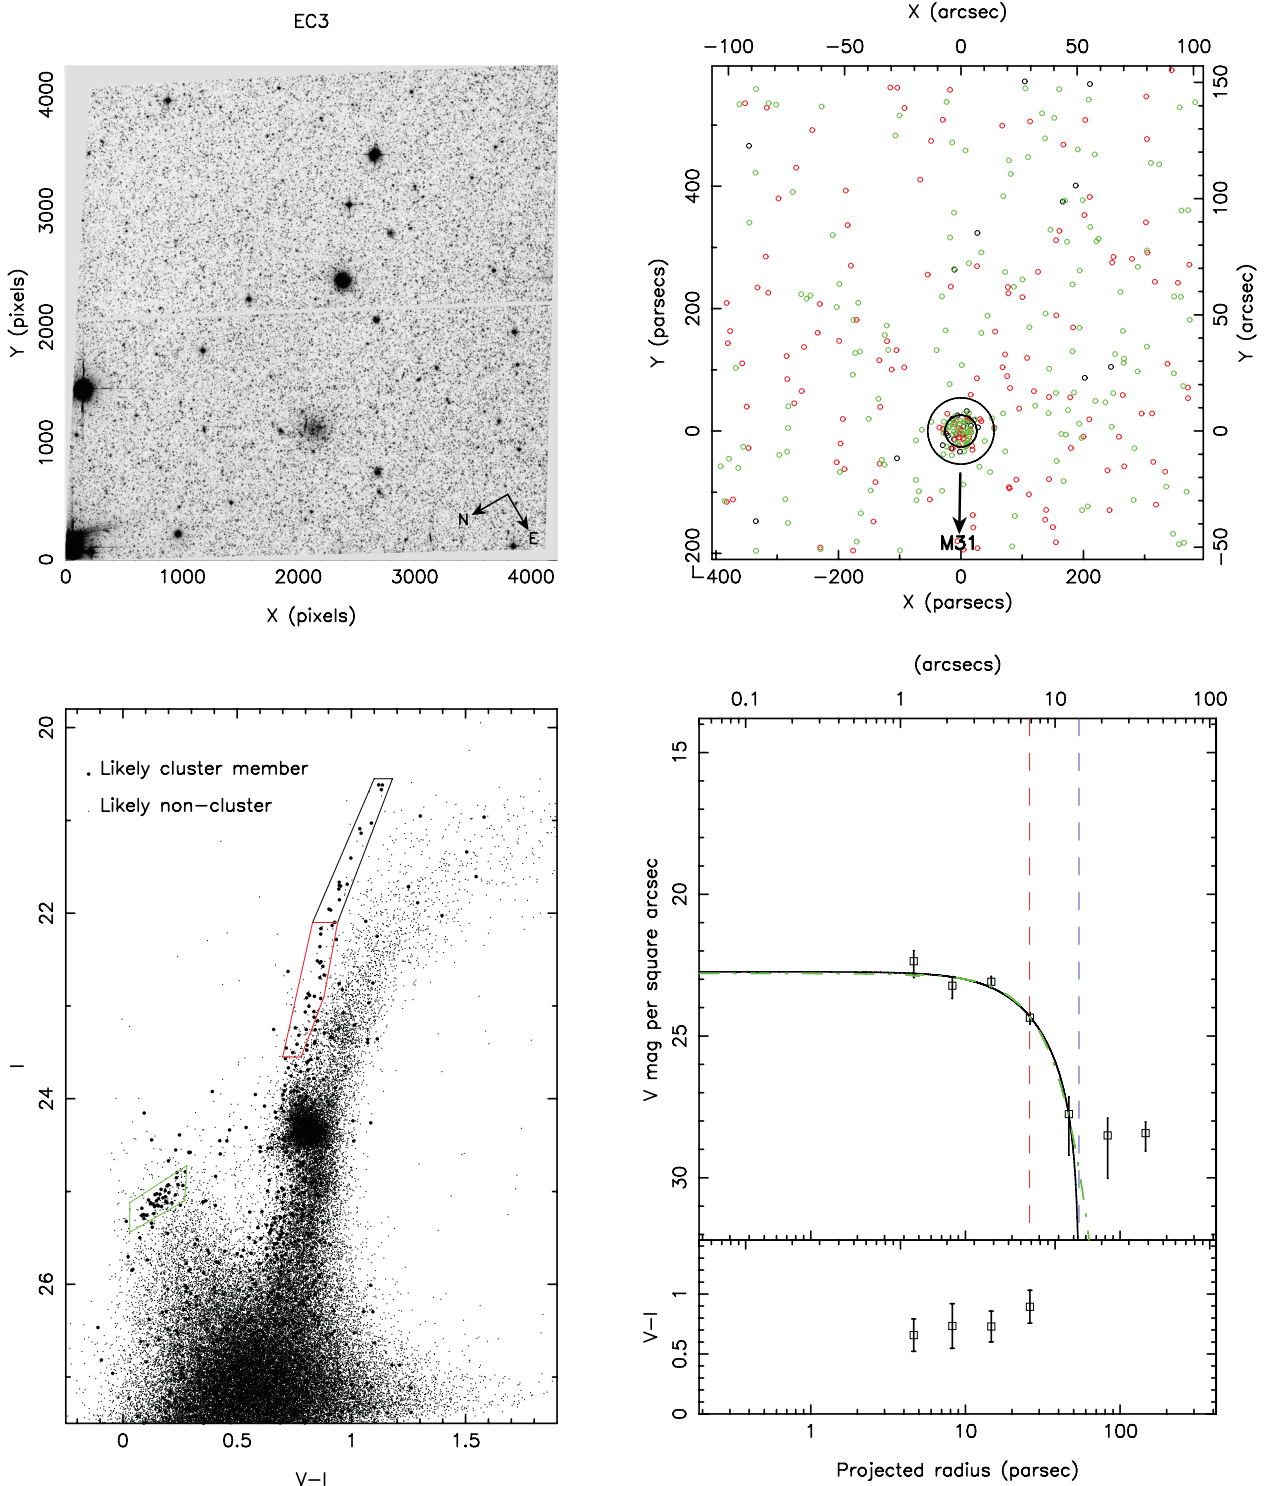 EC3
4000
3000
2000
1000
0
Y (pixels)
0 1000 2000 3000 4000
X (pixels)
N
E
X (arcsec)
−100 −50 0 50 100
400
200
0
−200
Y (parsecs)
150
100
50
0
−50
Y (arcsec)
M31
−400 −200 0 200
X (parsecs)
20
22
24
26
I
Likely cluster member
Likely non−cluster
0 0.5 1 1.5
V−I
(arcsecs)
0.1 1 10 100
15
20
25
30
V mag per square arcsec
1
0.5
0
V−I
1 10 100
Projected radius (parsec)